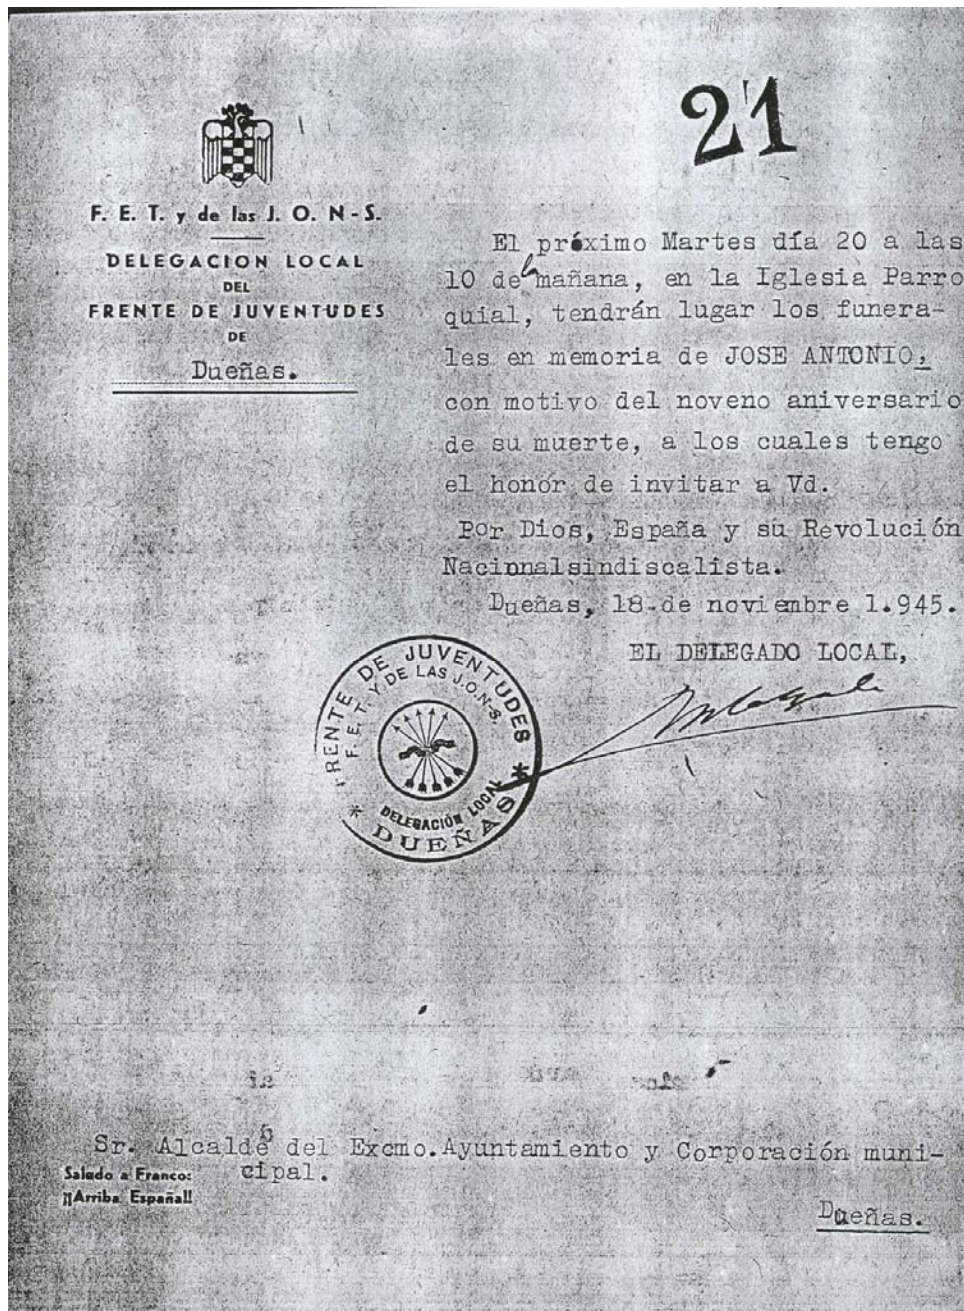 21
F. E. T. y de las J. O. N-S.
DELEGACION LOCAL
DEL
FRENTE DE JUVENTUDES
DE
Dueñas.
El próximo Martes día 20 a las
10 de la mañana, en la Iglesia Parro
quial, tendrán lugar los funera-
les en memoria de JOSE ANTONIO,
con motivo del noveno aniversario
de su muerte, a los cuales tengo
el honor de invitar a Vd.
Por Dios, España y su Revolución
Nacionalsindiscalista.
Dueñas, 18 de noviembre 1.945.
EL DELEGADO LOCAL,
FRENTE DE JUVENTUDES
F. E. T. Y DE LAS J.O.N-S.
DELEGACIÓN LOCAL
* DUEÑAS *
Sr. Alcalde del Excmo. Ayuntamiento y Corporación muni-
cipal.
Saludo a Franco:
¡¡Arriba España!!
Dueñas.